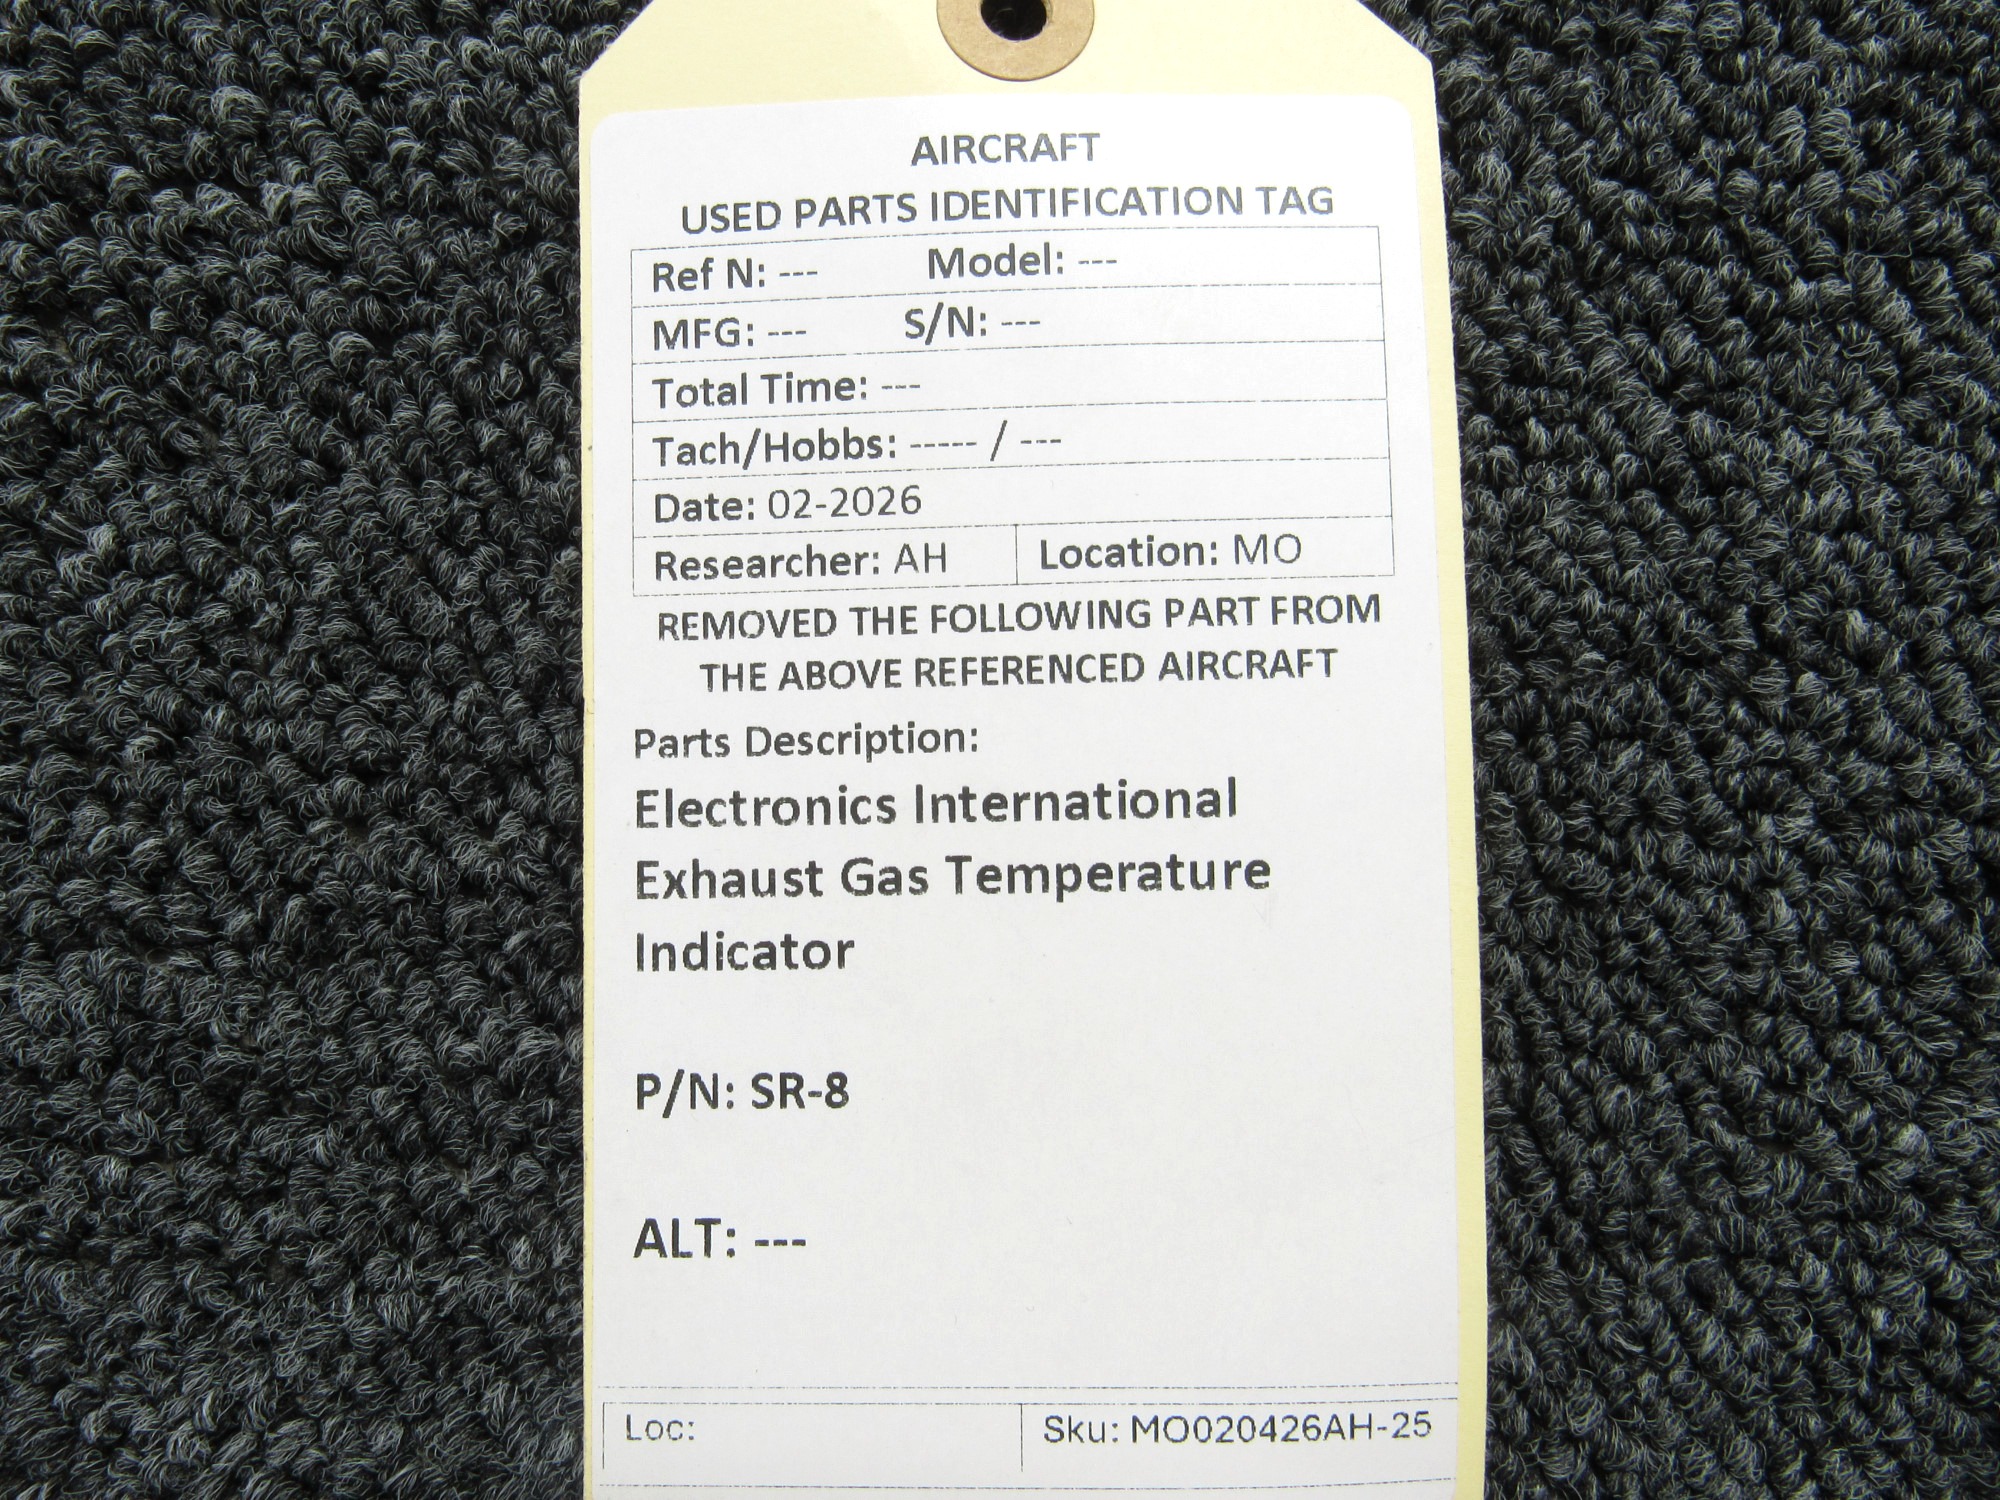 AIRCRAFT
USED PARTS IDENTIFICATION TAG
Ref N: --- Model: ---
MFG: --- S/N: ---
Total Time: ---
Tach/Hobbs: ----- / ---
Date: 02-2026
Researcher: AH Location: MO
REMOVED THE FOLLOWING PART FROM
THE ABOVE REFERENCED AIRCRAFT
Parts Description:
Electronics International
Exhaust Gas Temperature
Indicator
P/N: SR-8
ALT: ---
Loc: Sku: MO020426AH-25